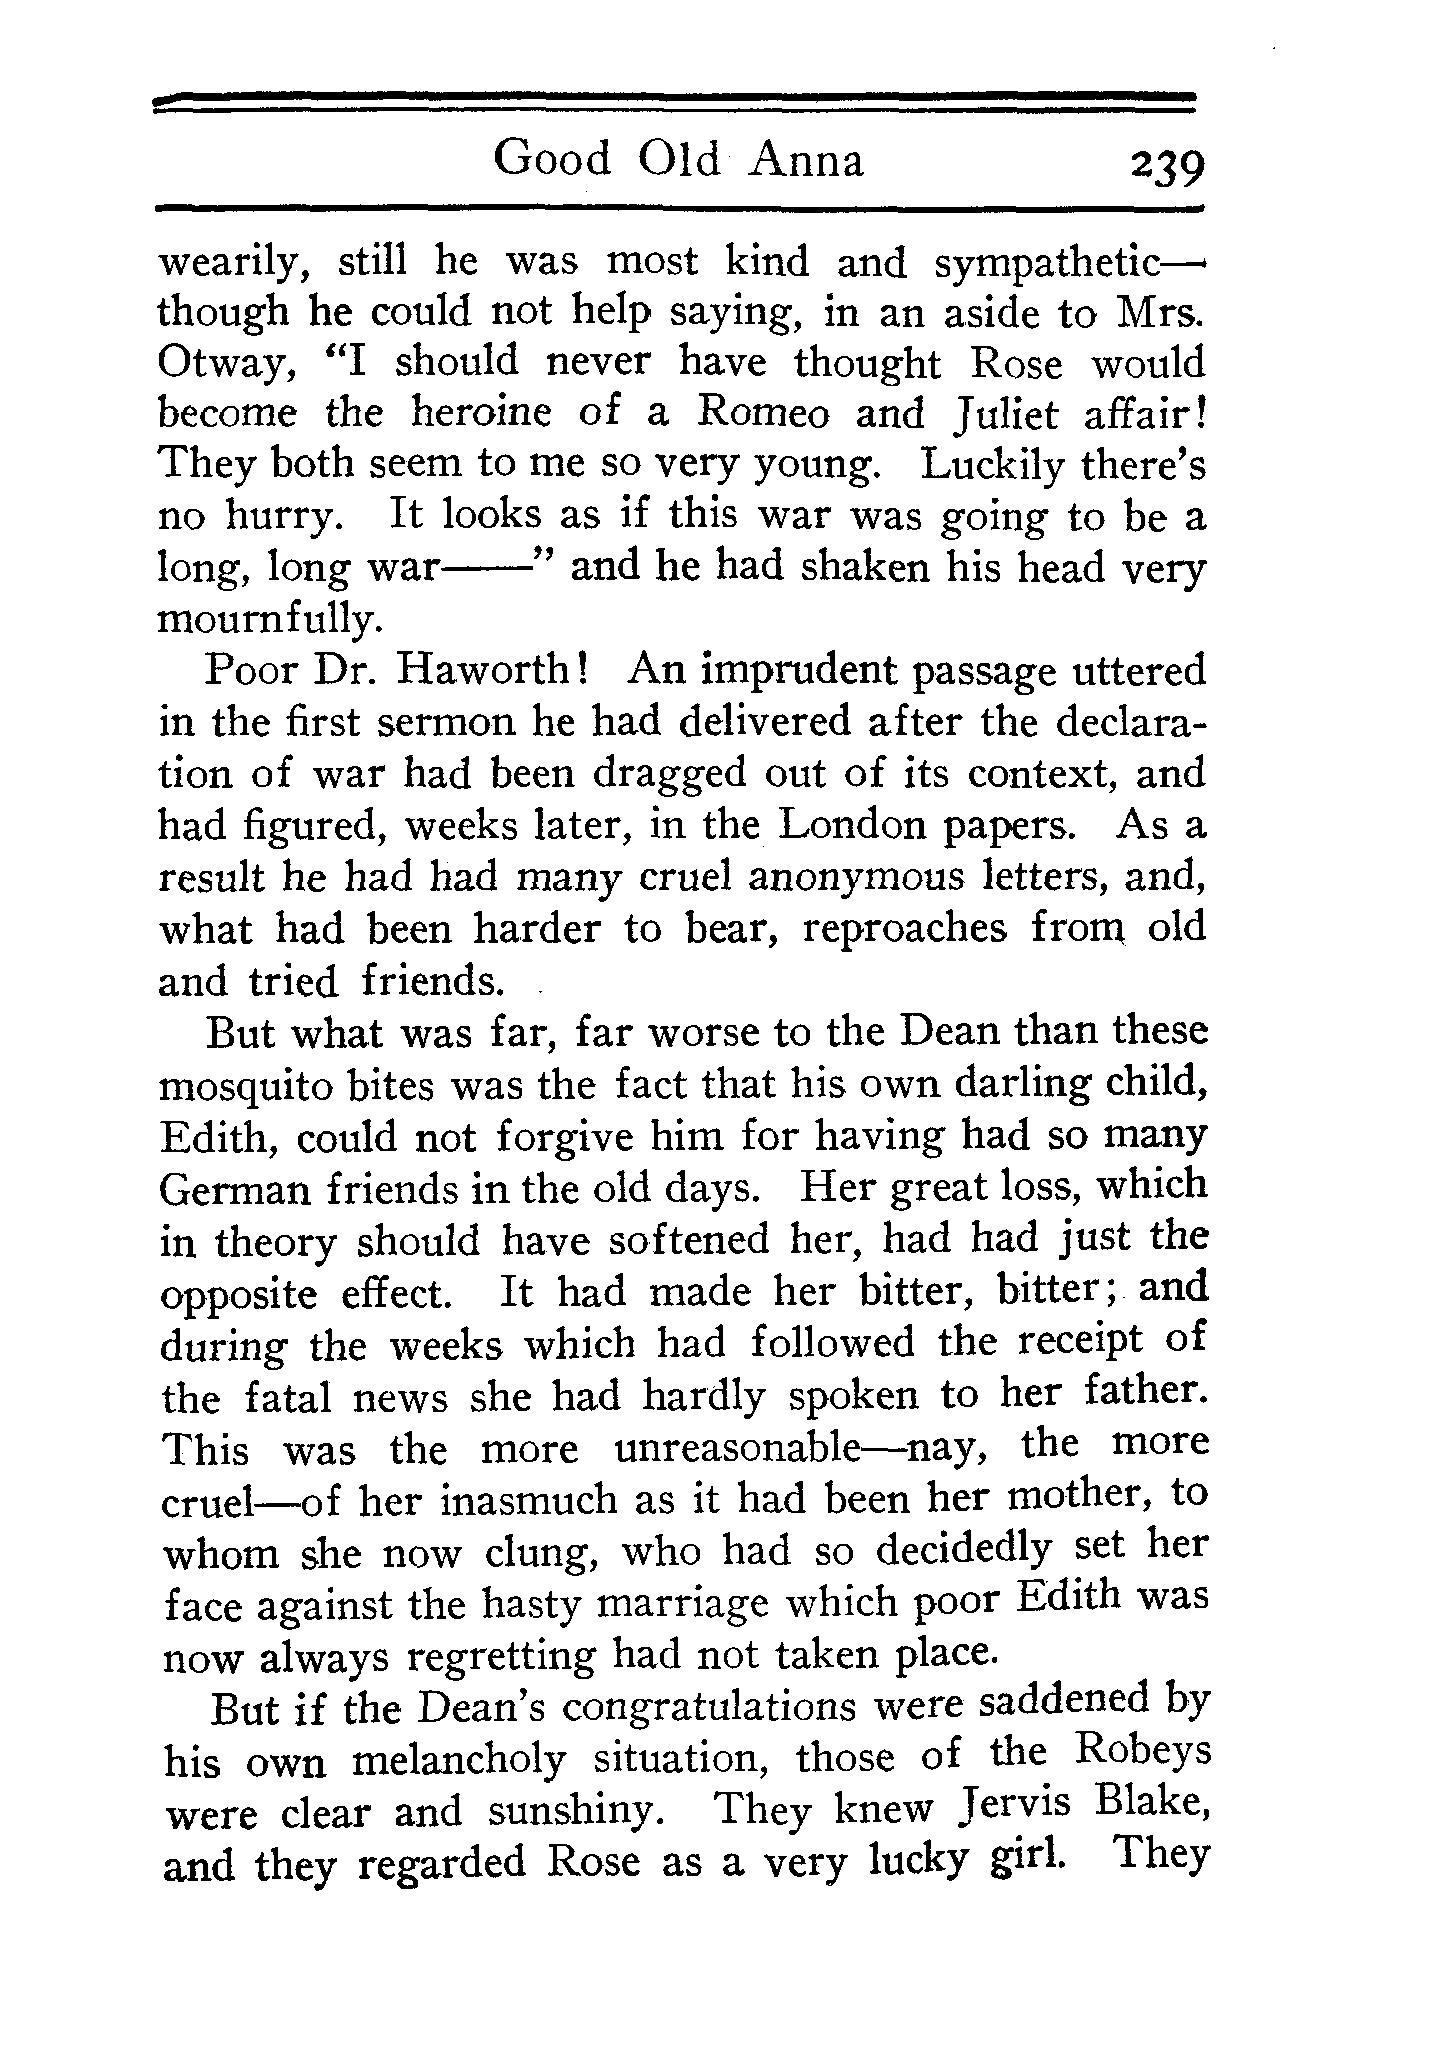 Good Old Anna 239
wearily, still he was most kind and sympathetic—
though he could not help saying, in an aside to Mrs.
Otway, “I should never have thought Rose would
become the heroine of a Romeo and Juliet affair!
They both seem to me so very young. Luckily there’s
no hurry. It looks as if this war was going to be a
long, long war——” and he had shaken his head very
mournfully.
Poor Dr. Haworth! An imprudent passage uttered
in the first sermon he had delivered after the declara-
tion of war had been dragged out of its context, and
had figured, weeks later, in the London papers. As a
result he had had many cruel anonymous letters, and,
what had been harder to bear, reproaches from old
and tried friends.
But what was far, far worse to the Dean than these
mosquito bites was the fact that his own darling child,
Edith, could not forgive him for having had so many
German friends in the old days. Her great loss, which
in theory should have softened her, had had just the
opposite effect. It had made her bitter, bitter; and
during the weeks which had followed the receipt of
the fatal news she had hardly spoken to her father.
This was the more unreasonable—nay, the more
cruel—of her inasmuch as it had been her mother, to
whom she now clung, who had so decidedly set her
face against the hasty marriage which poor Edith was
now always regretting had not taken place.
But if the Dean’s congratulations were saddened by
his own melancholy situation, those of the Robeys
were clear and sunshiny. They knew Jervis Blake,
and they regarded Rose as a very lucky girl. They